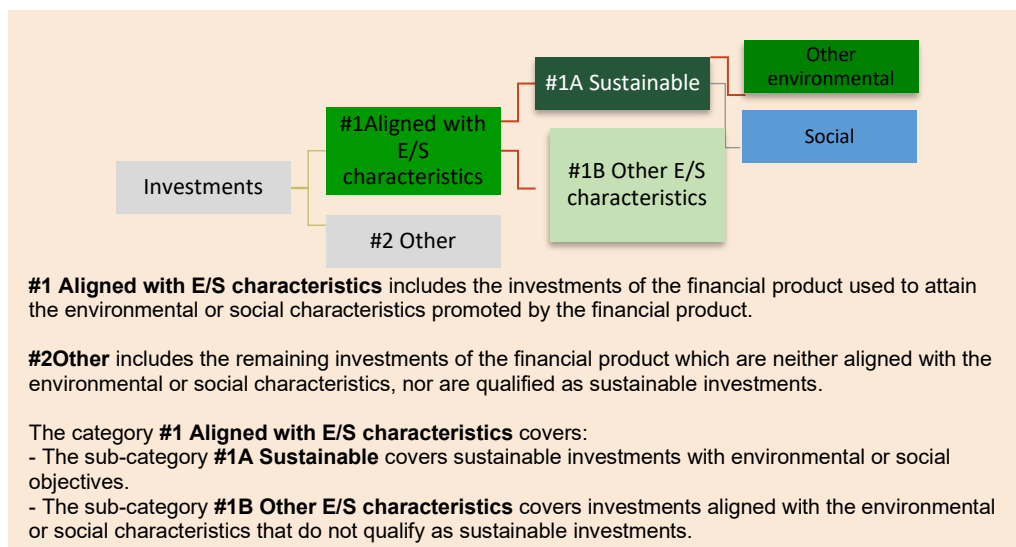 Other
environmental
#1A Sustainable
#1Aligned with
E/S
characteristics
Social
#1B Other E/S
characteristics
Investments
#2 Other
#1 Aligned with E/S characteristics includes the investments of the financial product used to attain
the environmental or social characteristics promoted by the financial product.
#2Other includes the remaining investments of the financial product which are neither aligned with the
environmental or social characteristics, nor are qualified as sustainable investments.
The category #1 Aligned with E/S characteristics covers:
- The sub-category #1A Sustainable covers sustainable investments with environmental or social
objectives.
- The sub-category #1B Other E/S characteristics covers investments aligned with the environmental
or social characteristics that do not qualify as sustainable investments.